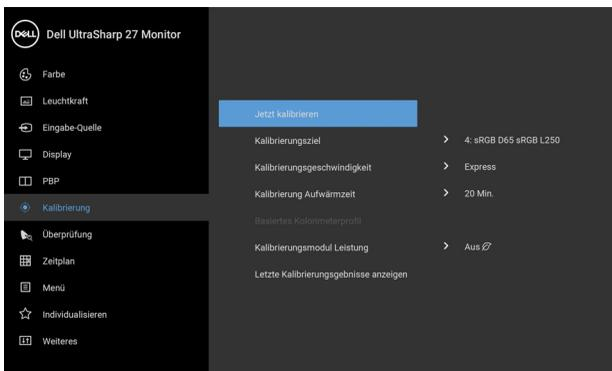 DELL
Dell UltraSharp 27 Monitor
Farbe
Leuchtkraft
Eingabe-Quelle
Display
PBP
Kalibrierung
Überprüfung
Zeitplan
Menü
Individualisieren
Weiteres
Jetzt kalibrieren
Kalibrierungsziel > 4: sRGB D65 sRGB L250
Kalibrierungsgeschwindigkeit > Express
Kalibrierung Aufwärmzeit > 20 Min.
Basiertes Kolorimeterprofil
Kalibrierungsmodul Leistung > Aus
Letzte Kalibrierungsgebnisse anzeigen